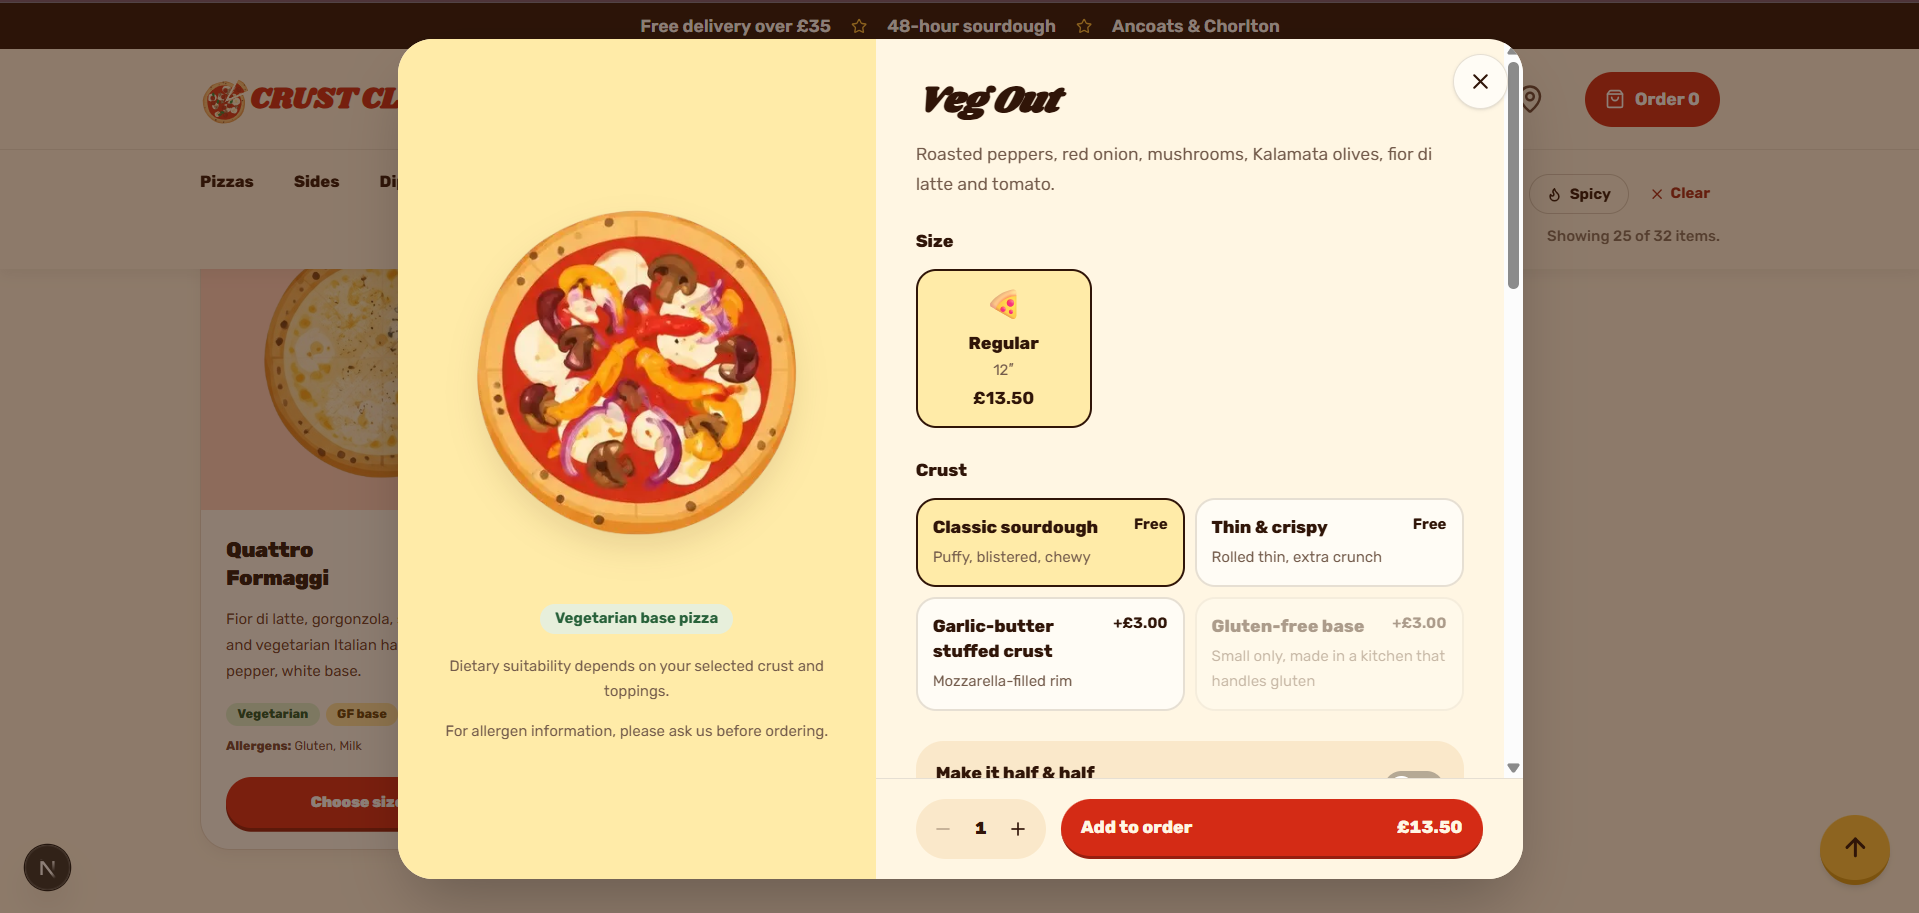 Free delivery over £35 48-hour sourdough Ancoats & Chorlton
CRUST CL
Order 0
Pizzas Sides
Spicy Clear
Showing 25 of 32 items.
Quattro
Formaggi
Fior di latte, gorgonzola,
and vegetarian Italian ha
pepper, white base.
Vegetarian GF base
Allergens: Gluten, Milk
Choose siz
N
Vegetarian base pizza
Dietary suitability depends on your selected crust and
toppings.
For allergen information, please ask us before ordering.
Veg Out
Roasted peppers, red onion, mushrooms, Kalamata olives, fior di
latte and tomato.
Size
Regular
12″
£13.50
Crust
Classic sourdough Free
Puffy, blistered, chewy
Thin & crispy Free
Rolled thin, extra crunch
Garlic-butter +£3.00
stuffed crust
Mozzarella-filled rim
Gluten-free base +£3.00
Small only, made in a kitchen that
handles gluten
Make it half & half
1
Add to order £13.50